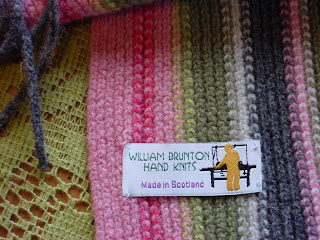 WILLIAM BRUNTON
HAND KNITS
Made in Scotland